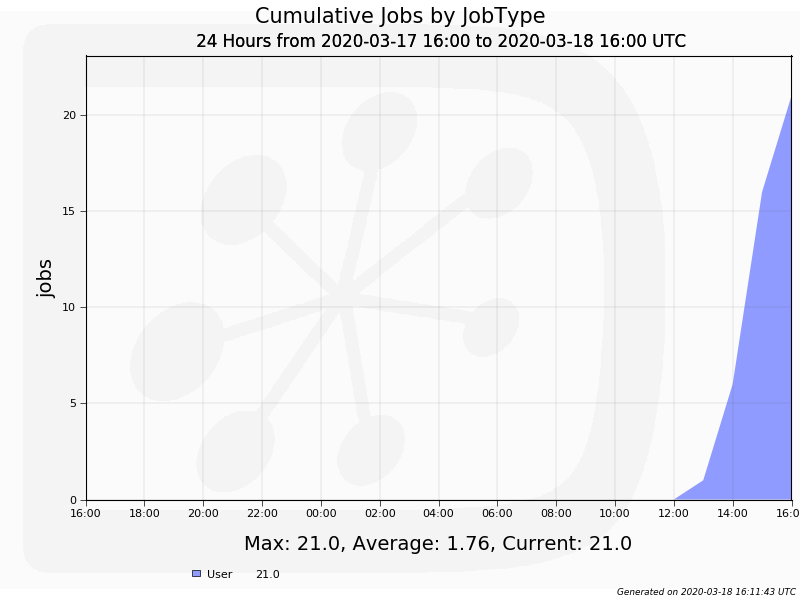 Cumulative Jobs by JobType
24 Hours from 2020-03-17 16:00 to 2020-03-18 16:00 UTC
20
15
10
5
0
jobs
16:00 18:00 20:00 22:00 00:00 02:00 04:00 06:00 08:00 10:00 12:00 14:00 16:0
Max: 21.0, Average: 1.76, Current: 21.0
User 21.0
Generated on 2020-03-18 16:11:43 UTC